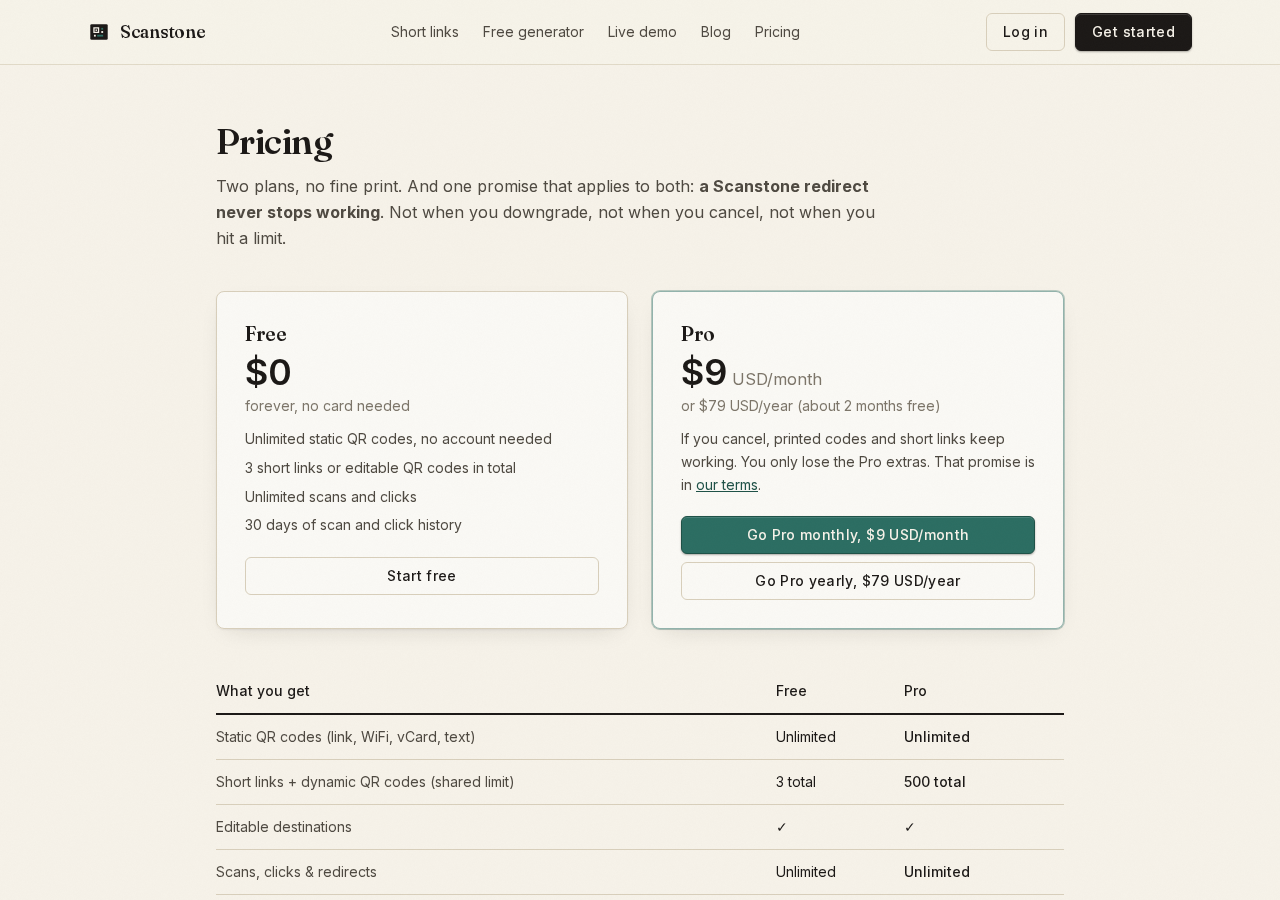 Scanstone
Short links
Free generator
Live demo
Blog
Pricing
Log in
Get started
Pricing
Two plans, no fine print. And one promise that applies to both: a Scanstone redirect
never stops working. Not when you downgrade, not when you cancel, not when you
hit a limit.
Free
$0
forever, no card needed
Unlimited static QR codes, no account needed
3 short links or editable QR codes in total
Unlimited scans and clicks
30 days of scan and click history
Start free
Pro
$9 USD/month
or $79 USD/year (about 2 months free)
If you cancel, printed codes and short links keep
working. You only lose the Pro extras. That promise is
in our terms.
Go Pro monthly, $9 USD/month
Go Pro yearly, $79 USD/year
What you get Free Pro
Static QR codes (link, WiFi, vCard, text) Unlimited Unlimited
Short links + dynamic QR codes (shared limit) 3 total 500 total
Editable destinations ✓ ✓
Scans, clicks & redirects Unlimited Unlimited